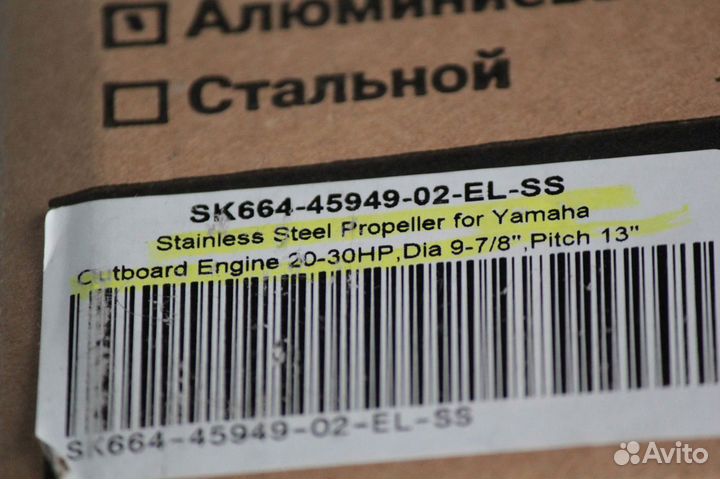 Алюминиевы
Стальной
SK664-45949-02-EL-SS
Stainless Steel Propeller for Yamaha
Outboard Engine 20-30HP,Dia 9-7/8",Pitch 13"
SK664-45949-02-EL-SS
Avito